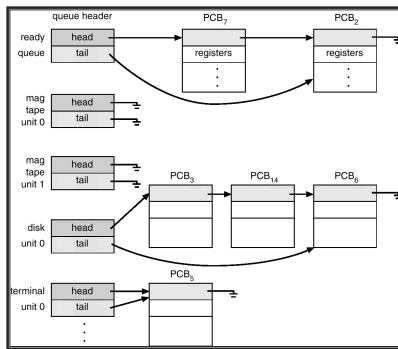 queue header PCB7 PCB2
ready head
queue tail
registers registers
mag head
tape
unit 0 tail
mag head
tape
unit 1 tail
PCB3 PCB14 PCB6
disk head
unit 0 tail
PCB5
terminal head
unit 0 tail